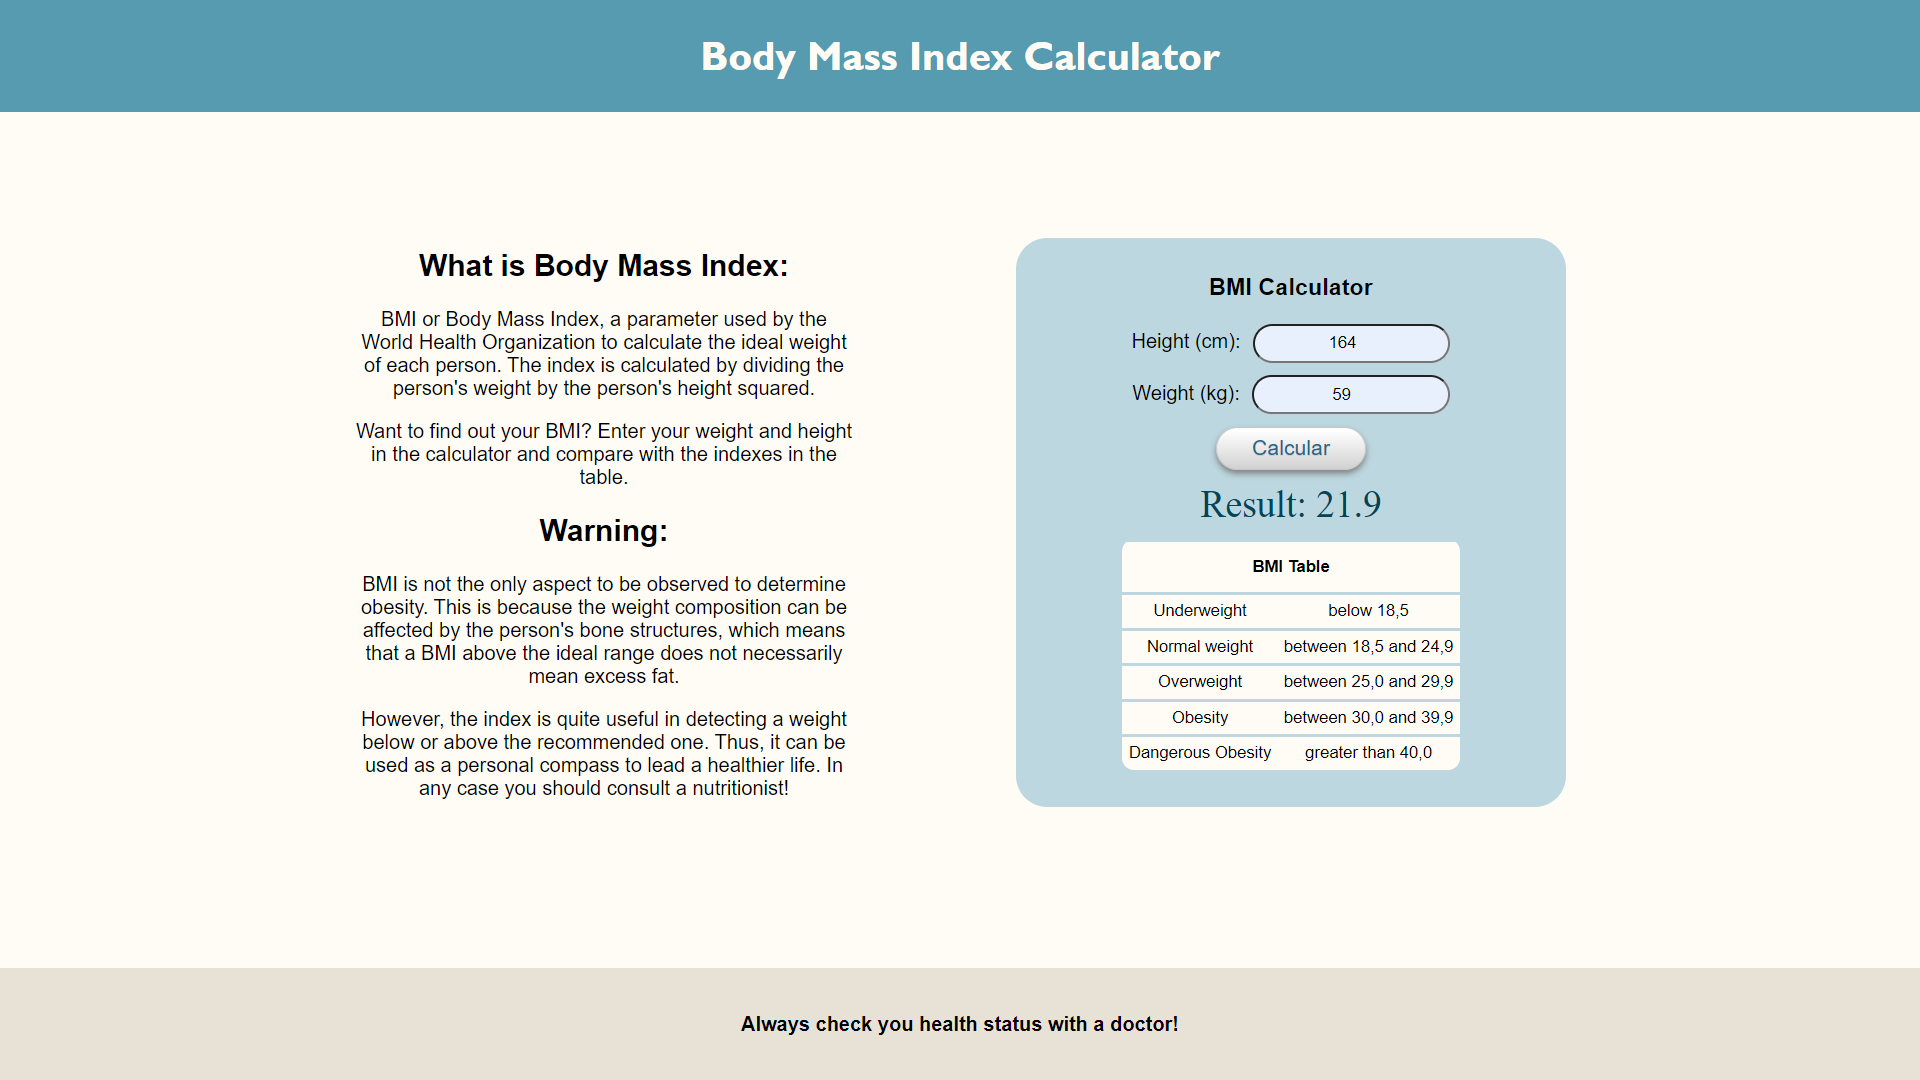 Body Mass Index Calculator
What is Body Mass Index:
BMI or Body Mass Index, a parameter used by the
World Health Organization to calculate the ideal weight
of each person. The index is calculated by dividing the
person's weight by the person's height squared.
Want to find out your BMI? Enter your weight and height
in the calculator and compare with the indexes in the
table.
Warning:
BMI is not the only aspect to be observed to determine
obesity. This is because the weight composition can be
affected by the person's bone structures, which means
that a BMI above the ideal range does not necessarily
mean excess fat.
However, the index is quite useful in detecting a weight
below or above the recommended one. Thus, it can be
used as a personal compass to lead a healthier life. In
any case you should consult a nutritionist!
BMI Calculator
Height (cm): 164
Weight (kg): 59
Calcular
Result: 21.9
BMI Table
Underweight below 18,5
Normal weight between 18,5 and 24,9
Overweight between 25,0 and 29,9
Obesity between 30,0 and 39,9
Dangerous Obesity greater than 40,0
Always check you health status with a doctor!